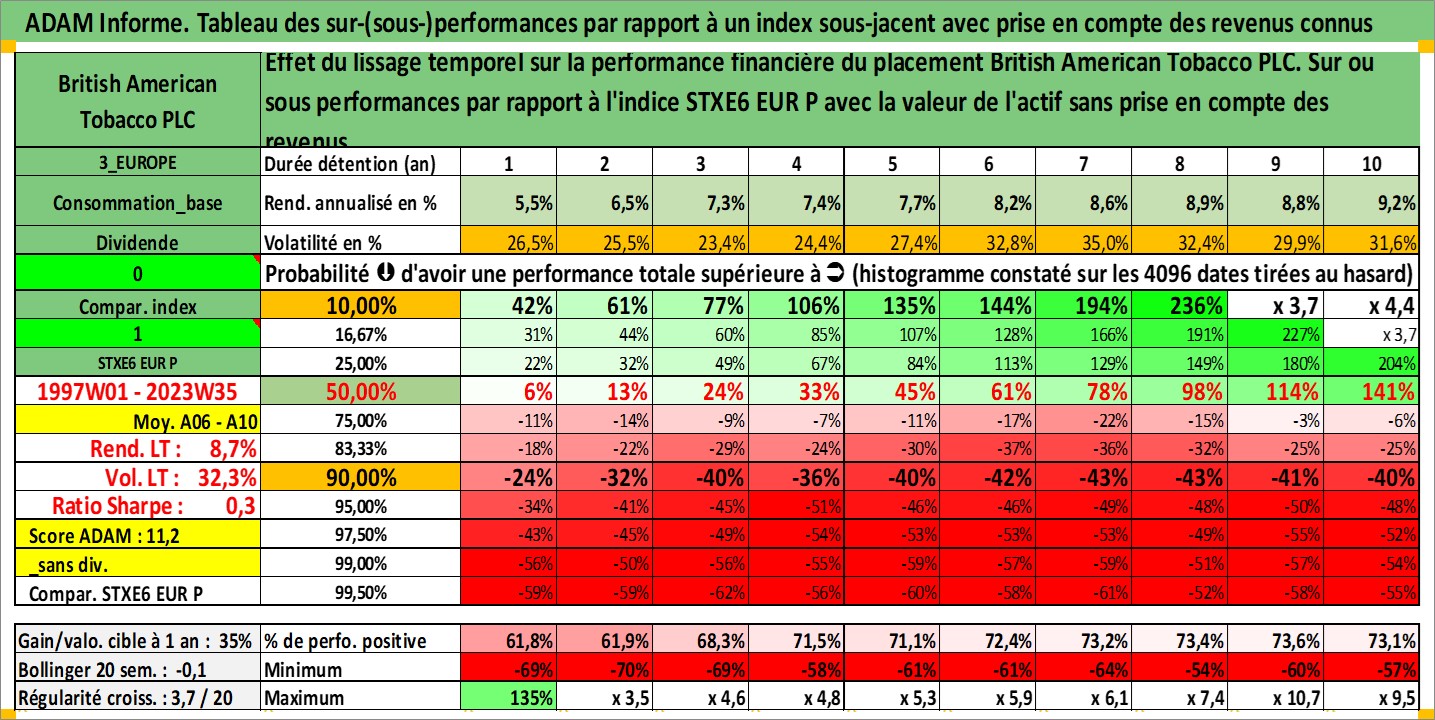 ADAM Informe. Tableau des sur-(sous-)performances par rapport à un index sous-jacent avec prise en compte des revenus connus
British American Tobacco PLC
Effet du lissage temporel sur la performance financière du placement British American Tobacco PLC. Sur ou
sous performances par rapport à l'indice STXE6 EUR P avec la valeur de l'actif sans prise en compte des
revenus
3_EUROPE Durée détention (an) 1 2 3 4 5 6 7 8 9 10
Consommation_base Rend. annualisé en % 5,5% 6,5% 7,3% 7,4% 7,7% 8,2% 8,6% 8,9% 8,8% 9,2%
Dividende Volatilité en % 26,5% 25,5% 23,4% 24,4% 27,4% 32,8% 35,0% 32,4% 29,9% 31,6%
0 Probabilité d'avoir une performance totale supérieure à (histogramme constaté sur les 4096 dates tirées au hasard)
Compar. index 10,00% 42% 61% 77% 106% 135% 144% 194% 236% x 3,7 x 4,4
1 16,67% 31% 44% 60% 85% 107% 128% 166% 191% 227% x 3,7
STXE6 EUR P 25,00% 22% 32% 49% 67% 84% 113% 129% 149% 180% 204%
1997W01 - 2023W35 50,00% 6% 13% 24% 33% 45% 61% 78% 98% 114% 141%
Moy. A06 - A10 75,00% -11% -14% -9% -7% -11% -17% -22% -15% -3% -6%
Rend. LT : 8,7% 83,33% -18% -22% -29% -24% -30% -37% -36% -32% -25% -25%
Vol. LT : 32,3% 90,00% -24% -32% -40% -36% -40% -42% -43% -43% -41% -40%
Ratio Sharpe : 0,3 95,00% -34% -41% -45% -51% -46% -46% -49% -48% -50% -48%
Score ADAM : 11,2 97,50% -43% -45% -49% -54% -53% -53% -53% -49% -55% -52%
_sans div. 99,00% -56% -50% -56% -55% -59% -57% -59% -51% -57% -54%
Compar. STXE6 EUR P 99,50% -59% -59% -62% -56% -60% -58% -61% -52% -58% -55%
Gain/valo. cible à 1 an : 35% % de perfo. positive 61,8% 61,9% 68,3% 71,5% 71,1% 72,4% 73,2% 73,4% 73,6% 73,1%
Bollinger 20 sem. : -0,1 Minimum -69% -70% -69% -58% -61% -61% -64% -54% -60% -57%
Régularité croiss. : 3,7 / 20 Maximum 135% x 3,5 x 4,6 x 4,8 x 5,3 x 5,9 x 6,1 x 7,4 x 10,7 x 9,5